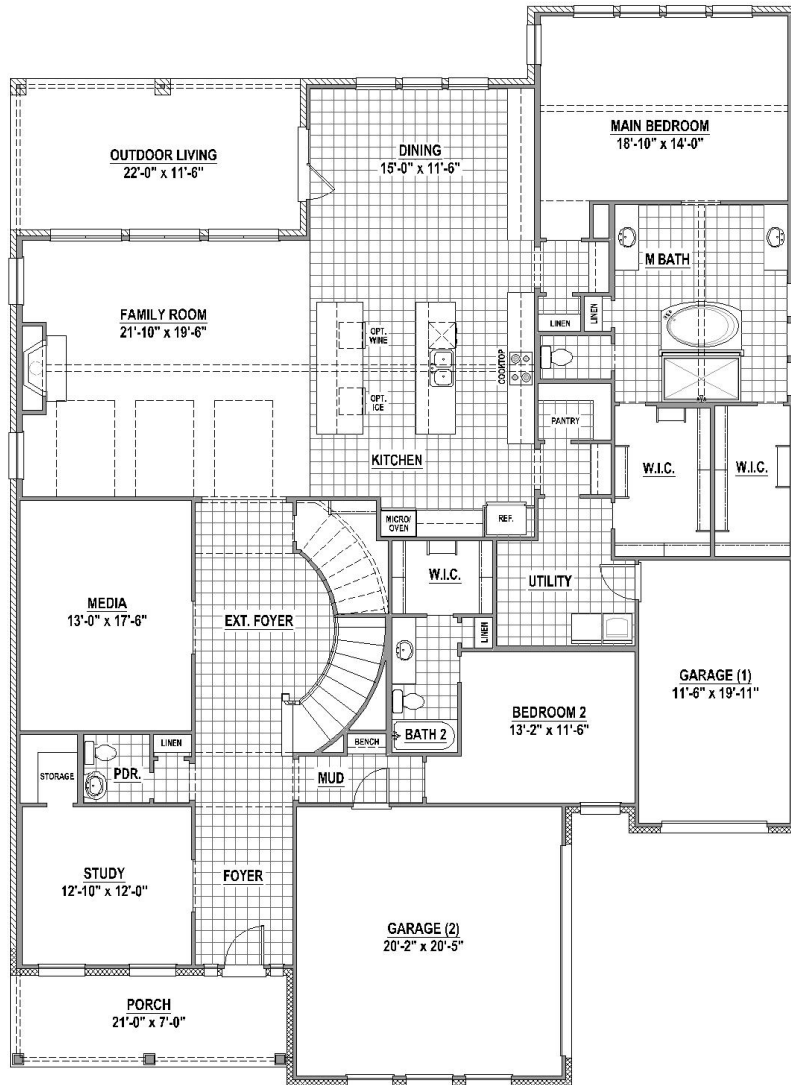 MAIN BEDROOM
18'-10" x 14'-0"
OUTDOOR LIVING
22'-0" x 11'-6"
DINING
15'-0" x 11'-6"
M BATH
FAMILY ROOM
21'-10" x 19'-6"
OPT.
WINE
LINEN
LINEN
COOKTOP
OPT.
ICE
PANTRY
KITCHEN
W.I.C.
W.I.C.
MICRO/
OVEN
REF.
W.I.C.
UTILITY
MEDIA
13'-0" x 17'-6"
EXT. FOYER
LINEN
GARAGE (1)
11'-6" x 19'-11"
BEDROOM 2
13'-2" x 11'-6"
BATH 2
LINEN
BENCH
STORAGE
PDR.
MUD
STUDY
12'-10" x 12'-0"
FOYER
GARAGE (2)
20'-2" x 20'-5"
PORCH
21'-0" x 7'-0"